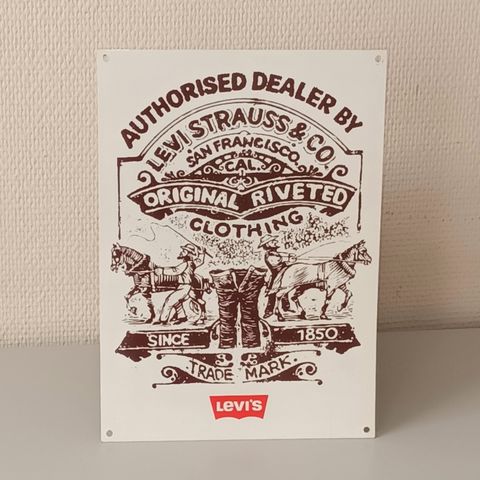 AUTHORISED DEALER BY
LEVI STRAUSS & CO.
SAN FRANCISCO.
CAL.
ORIGINAL RIVETED
CLOTHING
SINCE 1850
TRADE MARK.
LEVI'S